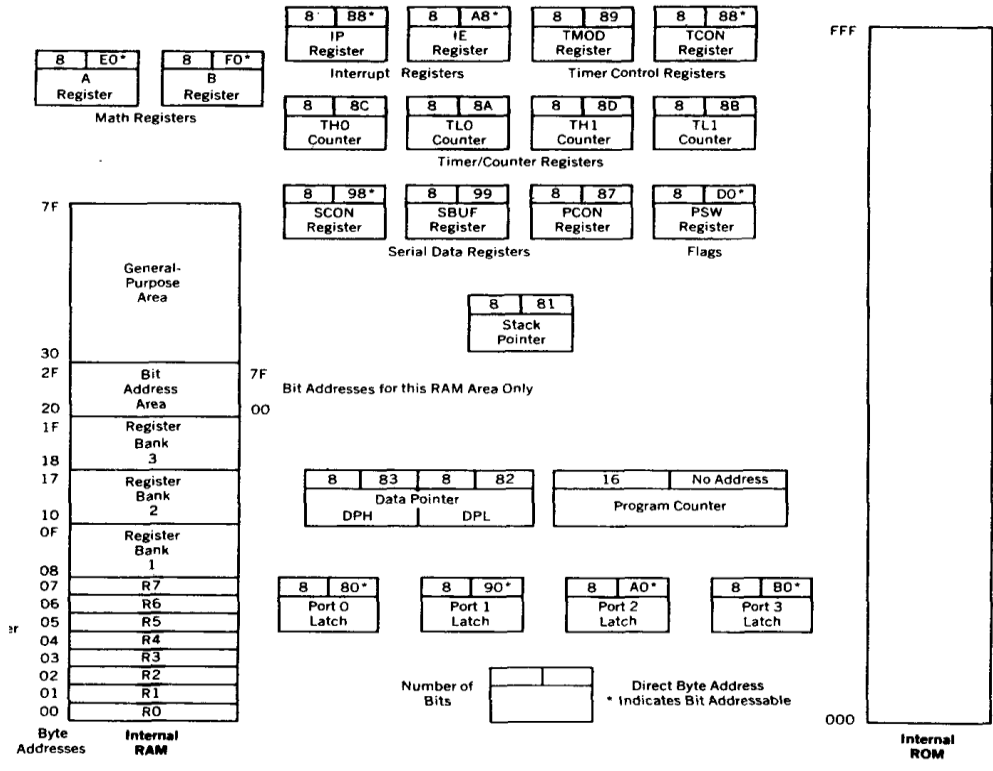 8 B8*
IP
Register
8 A8*
IE
Register
8 89
TMOD
Register
8 88*
TCON
Register
Interrupt Registers
Timer Control Registers
8 E0*
A
Register
8 F0*
B
Register
Math Registers
8 8C
TH0
Counter
8 8A
TL0
Counter
8 8D
TH1
Counter
8 8B
TL1
Counter
Timer/Counter Registers
8 98*
SCON
Register
8 99
SBUF
Register
8 87
PCON
Register
8 D0*
PSW
Register
Serial Data Registers
Flags
8 81
Stack
Pointer
7F
General-
Purpose
Area
30
2F
Bit
Address
Area
20
7F
00
Bit Addresses for this RAM Area Only
1F
Register
Bank
3
18
17
Register
Bank
2
10
0F
Register
Bank
1
08
07 R7
06 R6
05 R5
04 R4
03 R3
02 R2
01 R1
00 R0
Byte
Addresses
Internal
RAM
8 83 8 82
Data Pointer
DPH DPL
16 No Address
Program Counter
8 80*
Port 0
Latch
8 90*
Port 1
Latch
8 A0*
Port 2
Latch
8 B0*
Port 3
Latch
Number of
Bits
Direct Byte Address
* Indicates Bit Addressable
FFF
000
Internal
ROM